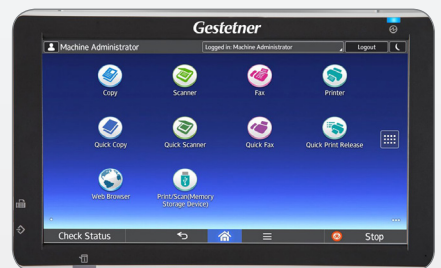 Gestetner
Machine Administrator
Logged in: Machine Administrator
Logout
Copy
Scanner
Fax
Printer
Quick Copy
Quick Scanner
Quick Fax
Quick Print Release
Web Browser
Print/Scan(Memory
Storage Device)
Check Status
Stop